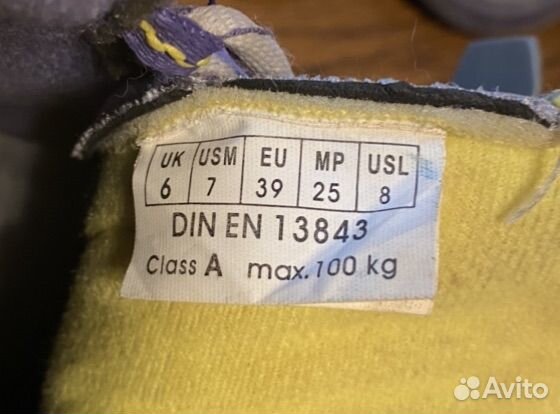 UK USM EU MP USL
6 7 39 25 8
DIN EN 13843
Class A max. 100 kg
Avito